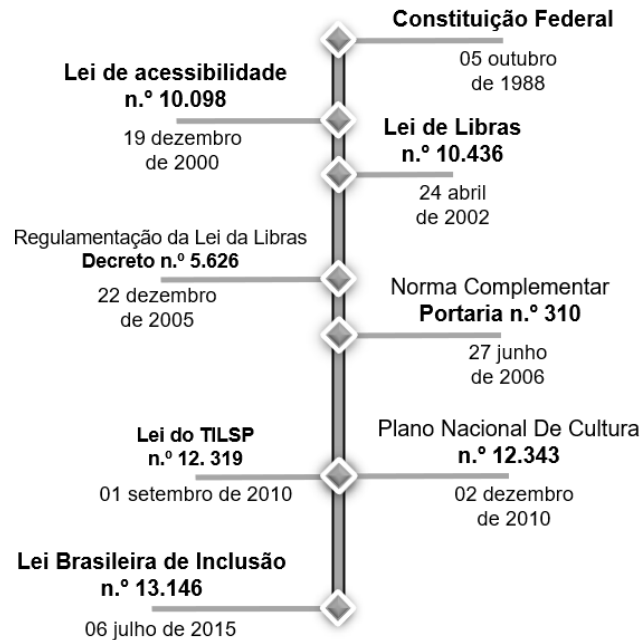 Constituição Federal
05 outubro
de 1988
Lei de acessibilidade
n.º 10.098
19 dezembro
de 2000
Lei de Libras
n.º 10.436
24 abril
de 2002
Regulamentação da Lei da Libras
Decreto n.º 5.626
22 dezembro
de 2005
Norma Complementar
Portaria n.º 310
27 junho
de 2006
Lei do TILSP
n.º 12. 319
01 setembro de 2010
Plano Nacional De Cultura
n.º 12.343
02 dezembro
de 2010
Lei Brasileira de Inclusão
n.º 13.146
06 julho de 2015